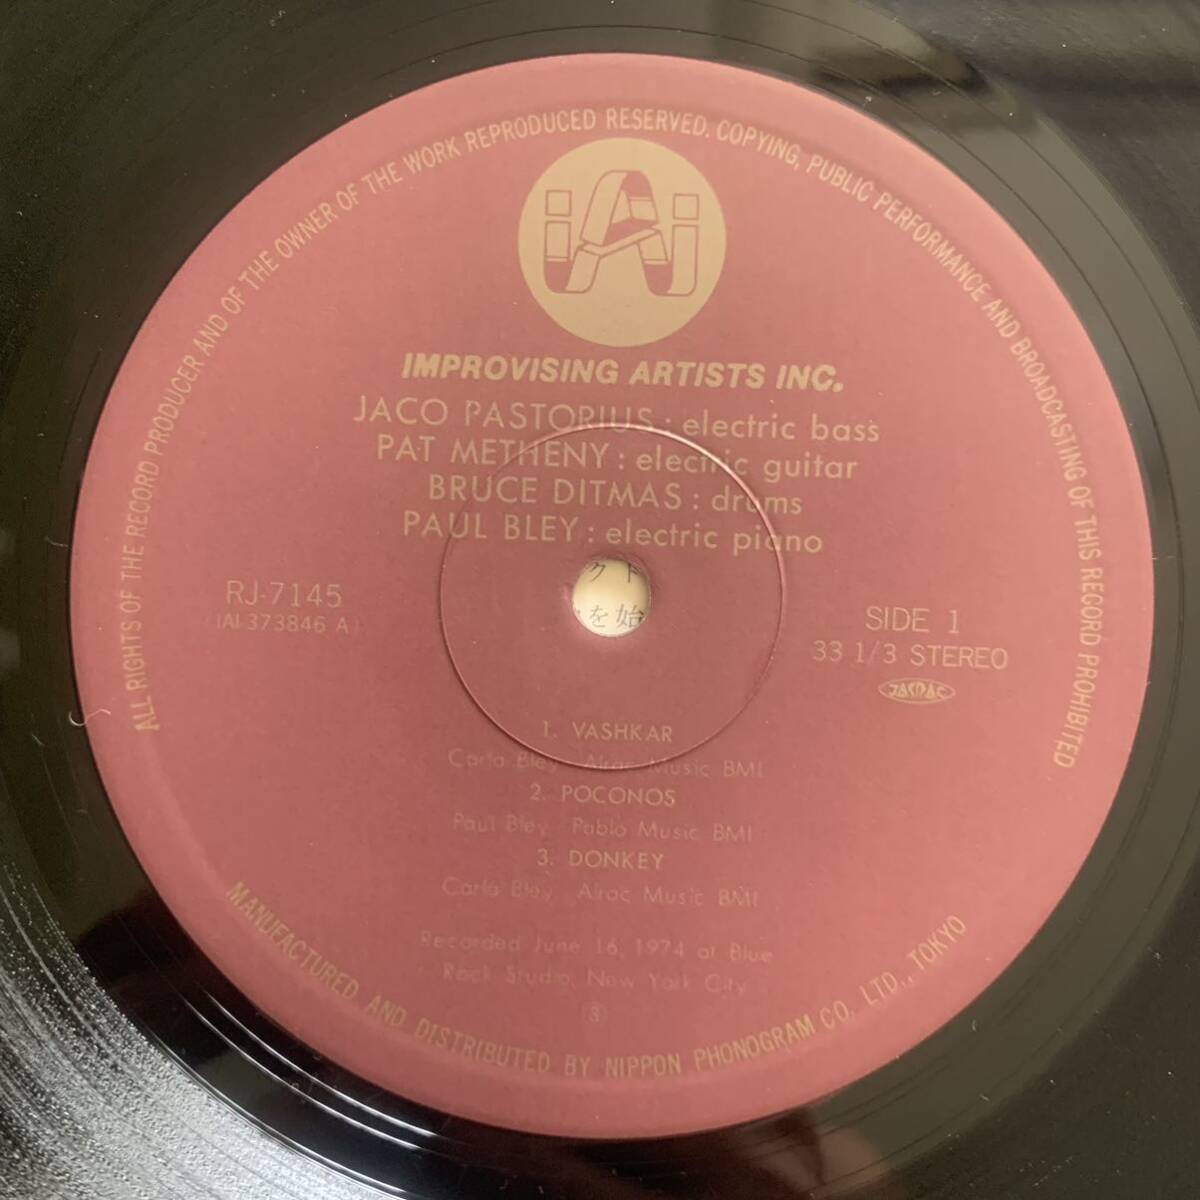 ALL RIGHTS OF THE RECORD PRODUCER AND OF THE OWNER OF THE WORK REPRODUCED RESERVED. COPYING, PUBLIC PERFORMANCE AND BROADCASTING OF THIS RECORD PROHIBITED
iAi
IMPROVISING ARTISTS INC.
JACO PASTORIUS : electric bass
PAT METHENY : electric guitar
BRUCE DITMAS : drums
PAUL BLEY : electric piano
クト
を始
RJ-7145
(IAI-373846 A)
SIDE 1
33 1/3 STEREO
JASRAC
1. VASHKAR
Carla Bley Alrac Music BMI
2. POCONOS
Paul Bley Pablo Music BMI
3. DONKEY
Carla Bley Alrac Music BMI
Recorded June 16, 1974 at Blue
Rock Studio, New York City
(3)
MANUFACTURED AND DISTRIBUTED BY NIPPON PHONOGRAM CO. LTD., TOKYO